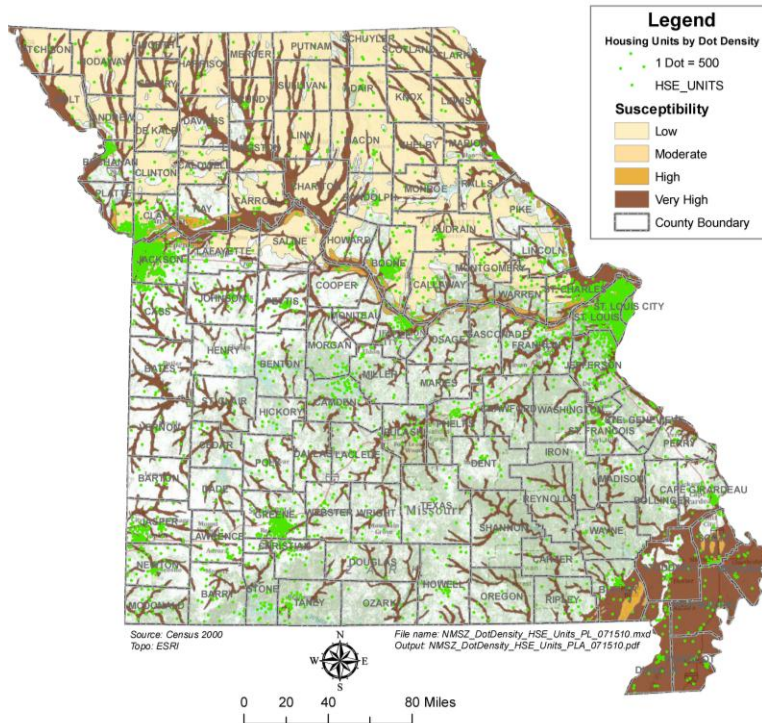 Legend
Housing Units by Dot Density
1 Dot = 500
HSE_UNITS
Susceptibility
Low
Moderate
High
Very High
County Boundary
SCHUYLER
PUTNAM
SCOTLAND
CLARK
MERCER
SULLIVAN
ADAIR
KNOX
LEWIS
ANDREW
DE KALB
LINN
MACON
SHELBY
MARION
CLINTON
CALDWELL
CHARITON
RANDOLPH
MONROE
RALLS
PLATTE
CLAY
RAY
CARROLL
PIKE
AUDRAIN
SALINE
HOWARD
BOONE
LINCOLN
JACKSON
LAFAYETTE
MONTGOMERY
COOPER
CALLAWAY
WARREN
ST. CHARLES
ST. LOUIS CITY
ST. LOUIS
CASS
JOHNSON
PETTIS
MONITEAU
OSAGE
GASCONADE
FRANKLIN
MORGAN
JEFFERSON
HENRY
BENTON
MILLER
BATES
MARIES
ST. CLAIR
CAMDEN
HICKORY
CRAWFORD
WASHINGTON
STE. GENEVIEVE
ST. FRANCOIS
VERNON
PHELPS
PULASKI
PERRY
CEDAR
DALLAS
LACLEDE
DENT
IRON
POLK
MADISON
BARTON
CAPE GIRARDEAU
DADE
BOLLINGER
REYNOLDS
TEXAS
Missouri
GREENE
WEBSTER
WRIGHT
JASPER
SHANNON
WAYNE
LAWRENCE
CHRISTIAN
NEWTON
DOUGLAS
CARTER
HOWELL
STONE
BARRY
TANEY
OZARK
OREGON
RIPLEY
MCDONALD
Source: Census 2000
Topo: ESRI
File name: NMSZ_DotDensity_HSE_Units_PL_071510.mxd
Output: NMSZ_DotDensity_HSE_Units_PLA_071510.pdf
N
W
E
S
0 20 40 80 Miles